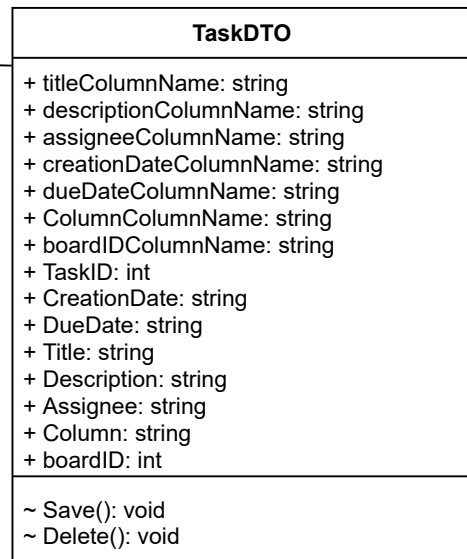 TaskDTO
+ titleColumnName: string
+ descriptionColumnName: string
+ assigneeColumnName: string
+ creationDateColumnName: string
+ dueDateColumnName: string
+ ColumnColumnName: string
+ boardIDColumnName: string
+ TaskID: int
+ CreationDate: string
+ DueDate: string
+ Title: string
+ Description: string
+ Assignee: string
+ Column: string
+ boardID: int
~ Save(): void
~ Delete(): void